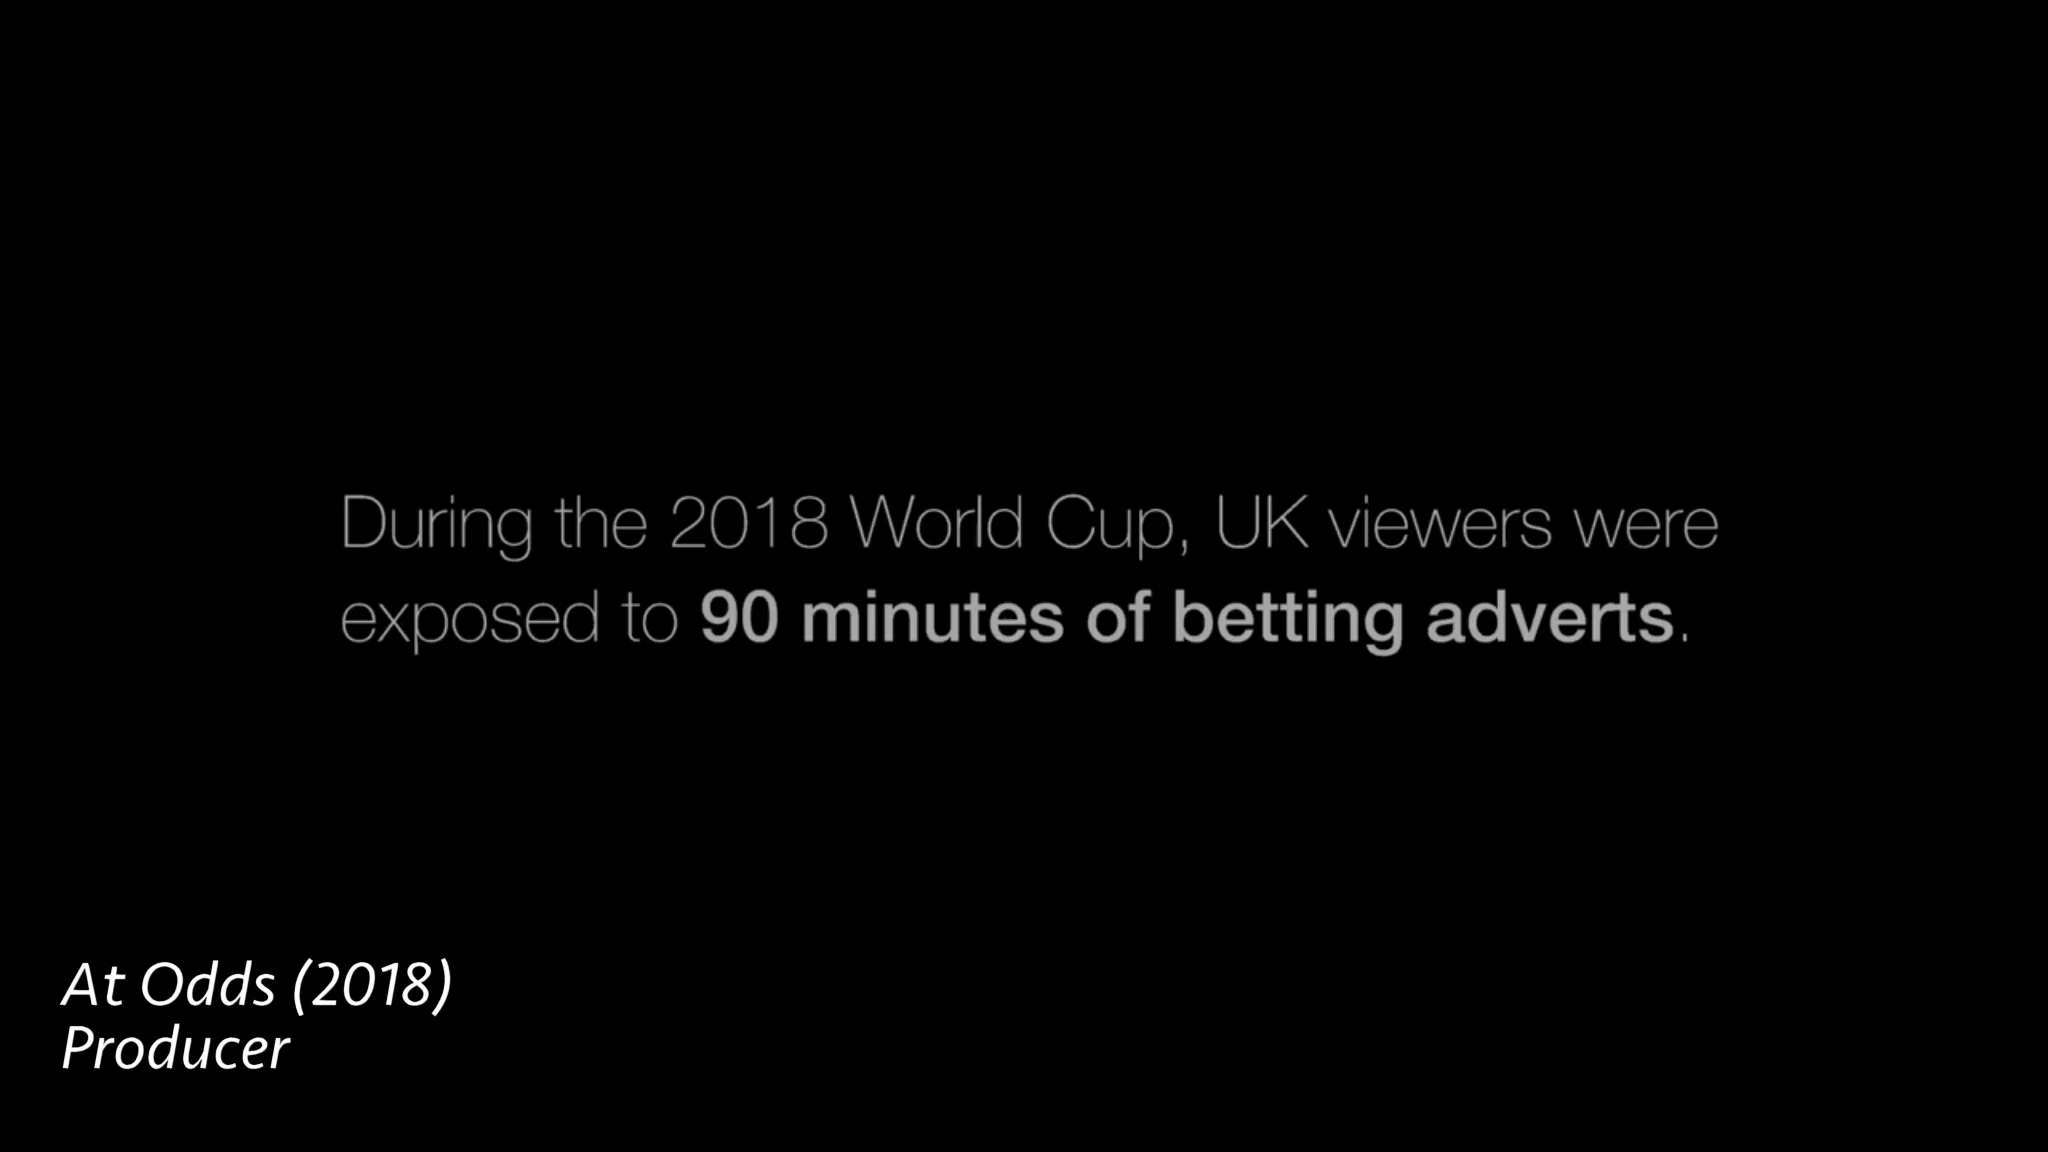 During the 2018 World Cup, UK viewers were
exposed to 90 minutes of betting adverts.
At Odds (2018)
Producer